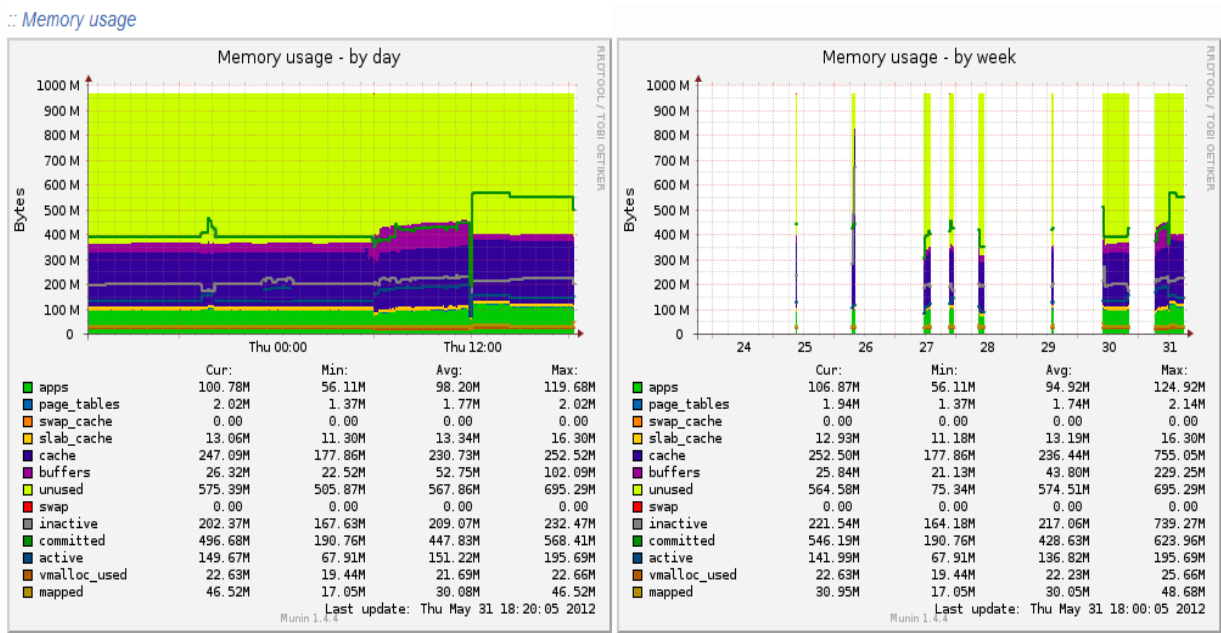 :: Memory usage
Memory usage - by day
RRDTOOL / TOBI OETIKER
Bytes
1000 M
900 M
800 M
700 M
600 M
500 M
400 M
300 M
200 M
100 M
0
Thu 00:00 Thu 12:00
Cur: Min: Avg: Max:
apps 100.78M 56.11M 98.20M 119.68M
page_tables 2.02M 1.37M 1.77M 2.02M
swap_cache 0.00 0.00 0.00 0.00
slab_cache 13.06M 11.30M 13.34M 16.30M
cache 247.09M 177.86M 230.73M 252.52M
buffers 26.32M 22.52M 52.75M 102.09M
unused 575.39M 505.87M 567.86M 695.29M
swap 0.00 0.00 0.00 0.00
inactive 202.37M 167.63M 209.07M 232.47M
committed 496.68M 190.76M 447.83M 568.41M
active 149.67M 67.91M 151.22M 195.69M
vmalloc_used 22.63M 19.44M 21.69M 22.66M
mapped 46.52M 17.05M 30.08M 46.52M
Last update: Thu May 31 18:20:05 2012
Munin 1.4.4
Memory usage - by week
RRDTOOL / TOBI OETIKER
Bytes
1000 M
900 M
800 M
700 M
600 M
500 M
400 M
300 M
200 M
100 M
0
24 25 26 27 28 29 30 31
Cur: Min: Avg: Max:
apps 106.87M 56.11M 94.92M 124.92M
page_tables 1.94M 1.37M 1.74M 2.14M
swap_cache 0.00 0.00 0.00 0.00
slab_cache 12.93M 11.18M 13.19M 16.30M
cache 252.50M 177.86M 236.44M 755.05M
buffers 25.84M 21.13M 43.80M 229.25M
unused 564.58M 75.34M 574.51M 695.29M
swap 0.00 0.00 0.00 0.00
inactive 221.54M 164.18M 217.06M 739.27M
committed 546.19M 190.76M 428.63M 623.96M
active 141.99M 67.91M 136.82M 195.69M
vmalloc_used 22.63M 19.44M 22.23M 25.66M
mapped 30.95M 17.05M 30.05M 48.68M
Last update: Thu May 31 18:00:05 2012
Munin 1.4.4